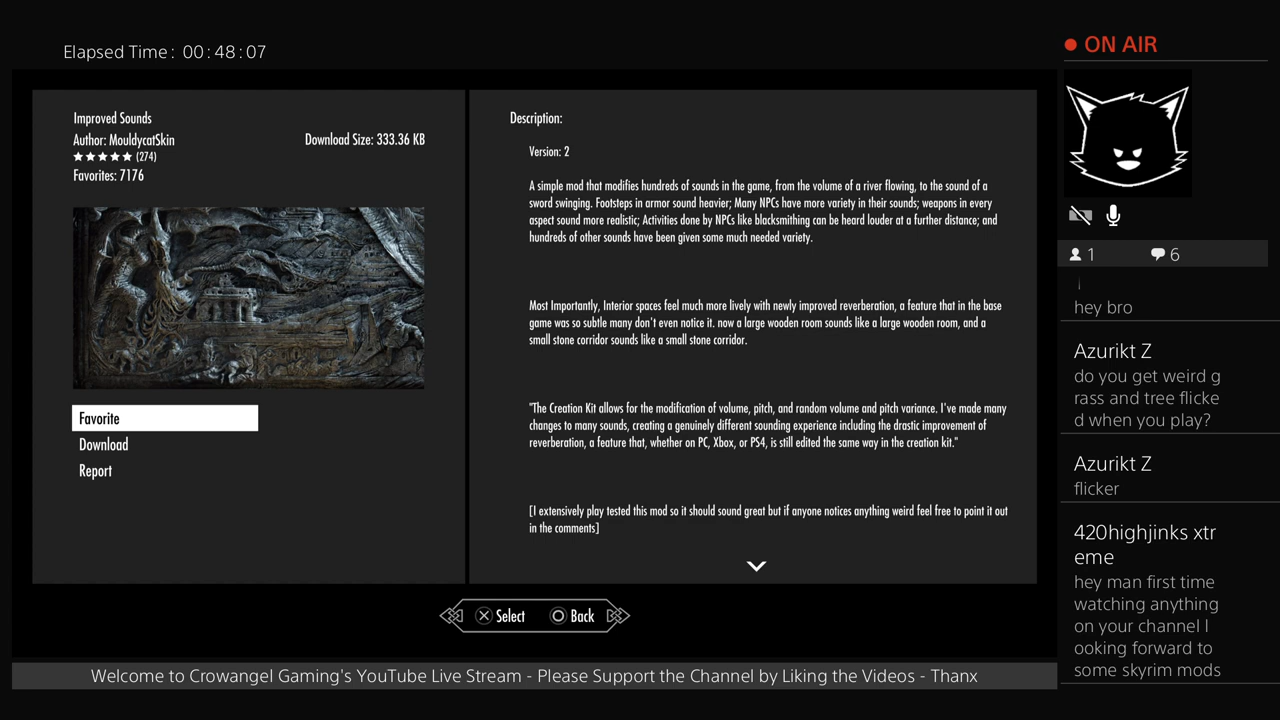 Elapsed Time: 00:48:07
ON AIR
Improved Sounds
Author: MouldycatSkin
Download Size: 333.36 KB
(274)
Favorites: 7176
Favorite
Download
Report
Description:
Version: 2
A simple mod that modifies hundreds of sounds in the game, from the volume of a river flowing, to the sound of a
sword swinging. Footsteps in armor sound heavier; Many NPCs have more variety in their sounds; weapons in every
aspect sound more realistic; Activities done by NPCs like blacksmithing can be heard louder at a further distance; and
hundreds of other sounds have been given some much needed variety.
Most Importantly, Interior spaces feel much more lively with newly improved reverberation, a feature that in the base
game was so subtle many don't even notice it. now a large wooden room sounds like a large wooden room, and a
small stone corridor sounds like a small stone corridor.
"The Creation Kit allows for the modification of volume, pitch, and random volume and pitch variance. I've made many
changes to many sounds, creating a genuinely different sounding experience including the drastic improvement of
reverberation, a feature that, whether on PC, Xbox, or PS4, is still edited the same way in the creation kit."
[I extensively play tested this mod so it should sound great but if anyone notices anything weird feel free to point it out
in the comments]
Select
Back
1
6
hey bro
Azurikt Z
do you get weird g
rass and tree flicke
d when you play?
Azurikt Z
flicker
420highjinks xtr
eme
hey man first time
watching anything
on your channel l
ooking forward to
some skyrim mods
Welcome to Crowangel Gaming's YouTube Live Stream - Please Support the Channel by Liking the Videos - Thanx